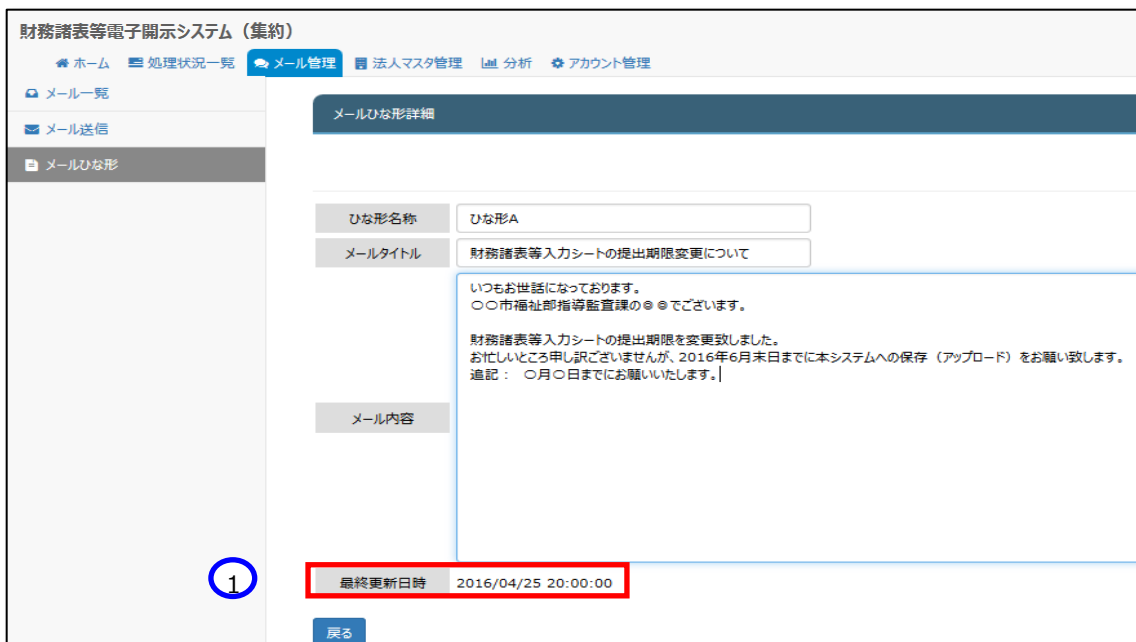 財務諸表等電子開示システム（集約）
ホーム 処理状況一覧 メール管理 法人マスタ管理 分析 アカウント管理
メール一覧
メール送信
メールひな形
メールひな形詳細
ひな形名称 ひな形A
メールタイトル 財務諸表等入力シートの提出期限変更について
メール内容
いつもお世話になっております。
○○市福祉部指導監査課の◎◎でございます。
財務諸表等入力シートの提出期限を変更致しました。
お忙しいところ申し訳ございませんが、2016年6月末日までに本システムへの保存（アップロード）をお願い致します。
追記： ○月○日までにお願いいたします。
1
最終更新日時 2016/04/25 20:00:00
戻る